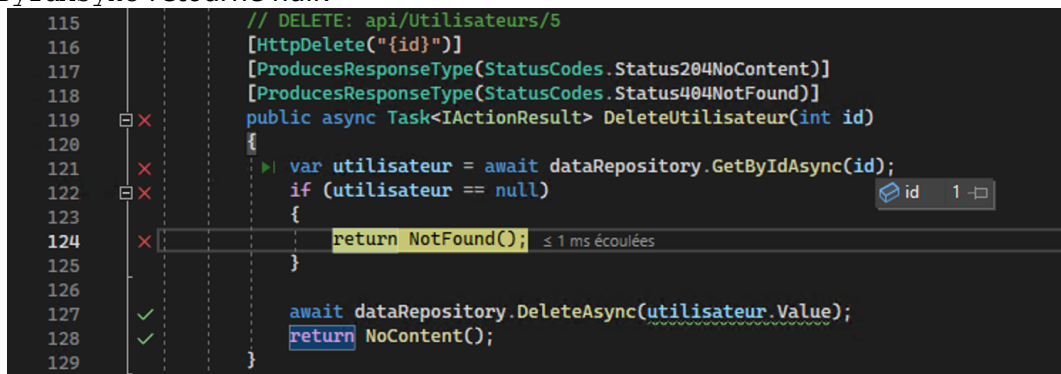 retourne null.
115 // DELETE: api/Utilisateurs/5
116 [HttpDelete("{id}")]
117 [ProducesResponseType(StatusCodes.Status204NoContent)]
118 [ProducesResponseType(StatusCodes.Status404NotFound)]
119 public async Task<IActionResult> DeleteUtilisateur(int id)
120 {
121 var utilisateur = await dataRepository.GetByIdAsync(id);
122 if (utilisateur == null) id 1
123 {
124 return NotFound(); ≤ 1 ms écoulées
125 }
126
127 await dataRepository.DeleteAsync(utilisateur.Value);
128 return NoContent();
129 }